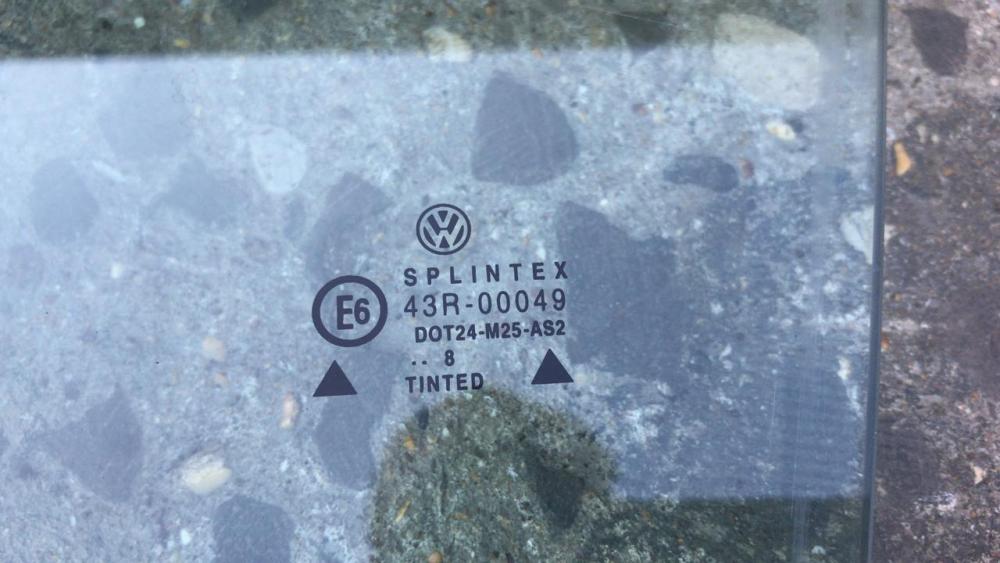 SPLINTEX
E6
43R-00049
DOT24-M25-AS2
.. 8
TINTED